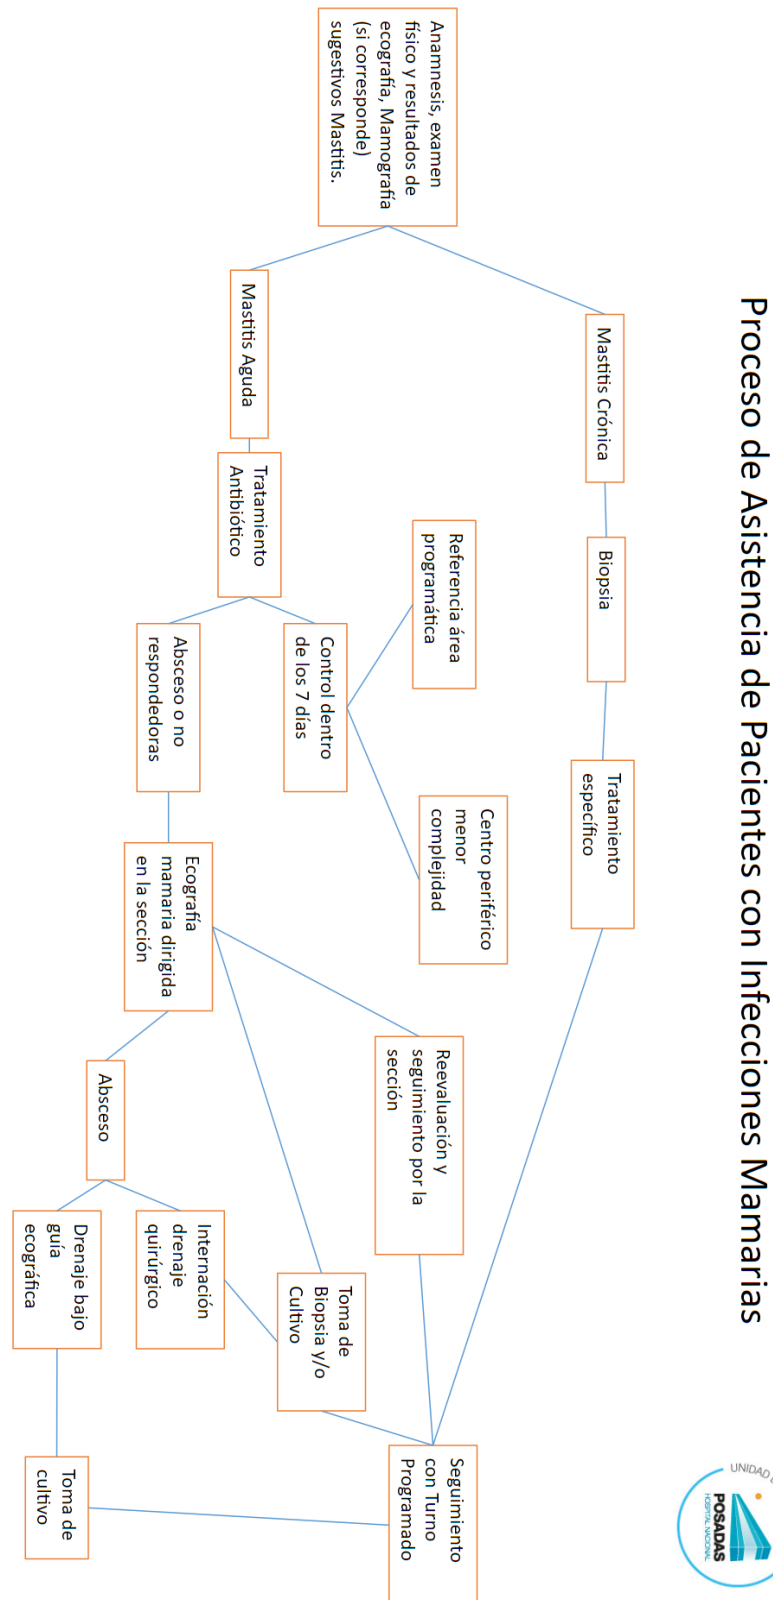 Proceso de Asistencia de Pacientes con Infecciones Mamarias
UNIDAD
POSADAS
HOSPITAL NACIONAL
Anamnesis, examen
físico y resultados de
ecografía, Mamografía
(si corresponde)
sugestivos Mastitis.
Mastitis Crónica
Biopsia
Tratamiento
específico
Mastitis Aguda
Tratamiento
Antibiótico
Referencia área
programática
Centro periférico
menor
complejidad
Control dentro
de los 7 días
Absceso o no
respondedoras
Ecografía
mamaria dirigida
en la sección
Reevaluación y
seguimiento por la
sección
Toma de
Biopsia y/o
Cultivo
Absceso
Internación
drenaje
quirúrgico
Drenaje bajo
guía
ecográfica
Toma de
cultivo
Seguimiento
con Turno
Programado